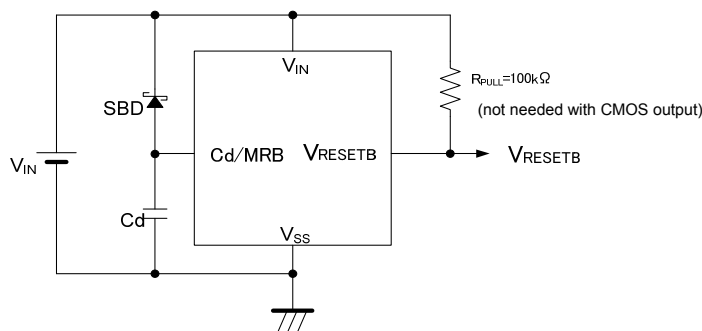 VIN
RPULL=100kΩ
SBD
(not needed with CMOS output)
Cd/MRB
VRESETB
VRESETB
VIN
Cd
VSS